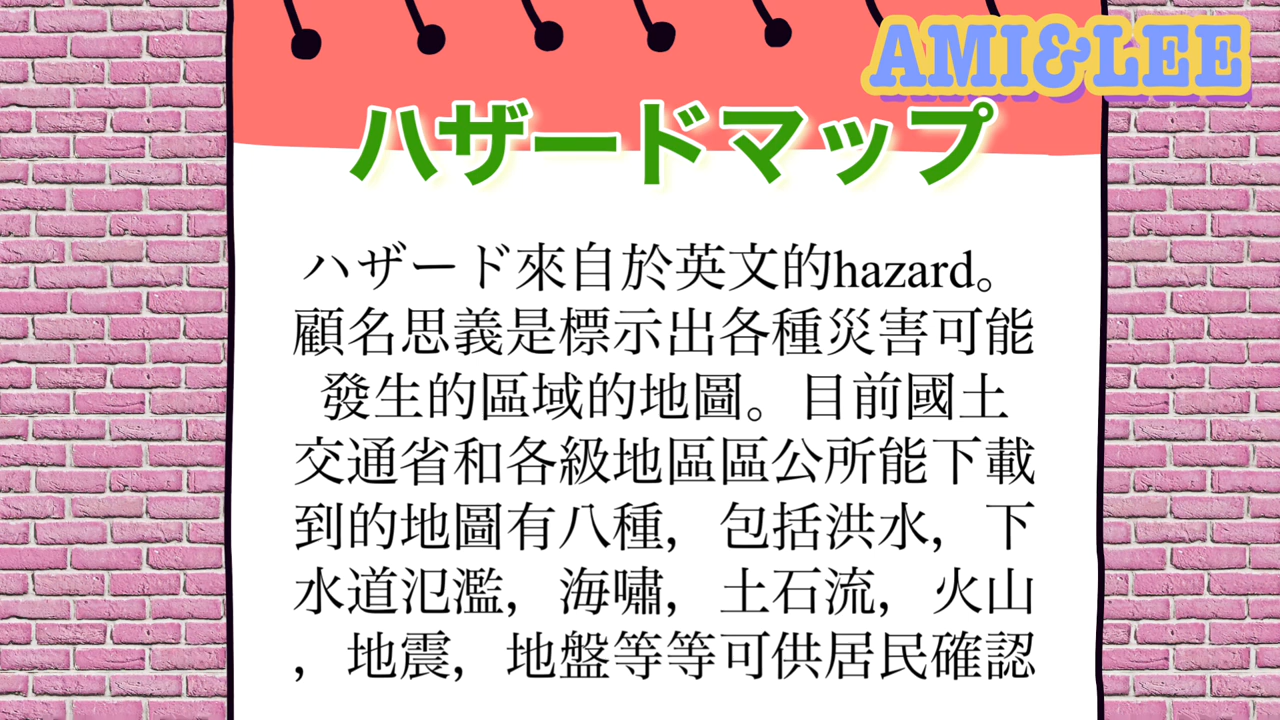 AMI&LEE
ハザードマップ
ハザード來自於英文的hazard。
顧名思義是標示出各種災害可能
發生的區域的地圖。目前國土
交通省和各級地區區公所能下載
到的地圖有八種，包括洪水，下
水道氾濫，海嘯，土石流，火山
，地震，地盤等等可供居民確認